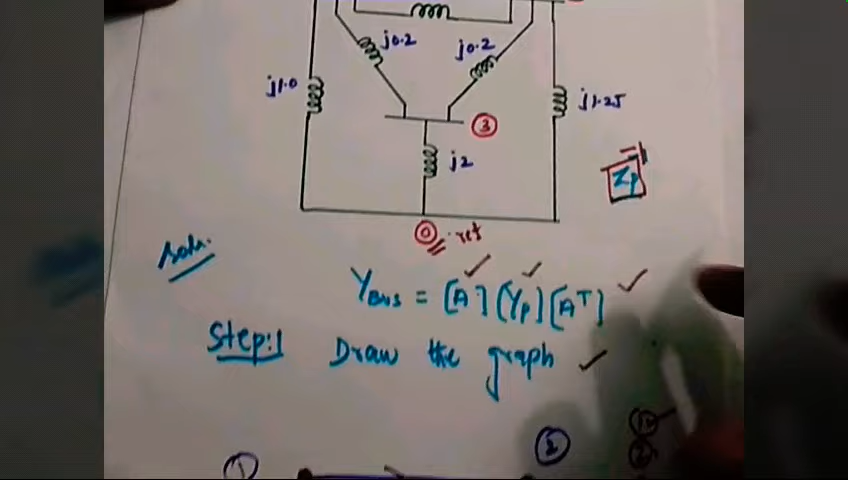 j0.2
j0.2
j1.0
j1.25
3
j2
Zp
0 ref
Soln.
YBus = [A] [Yp] [AT]
Step:1 Draw the graph
1
2